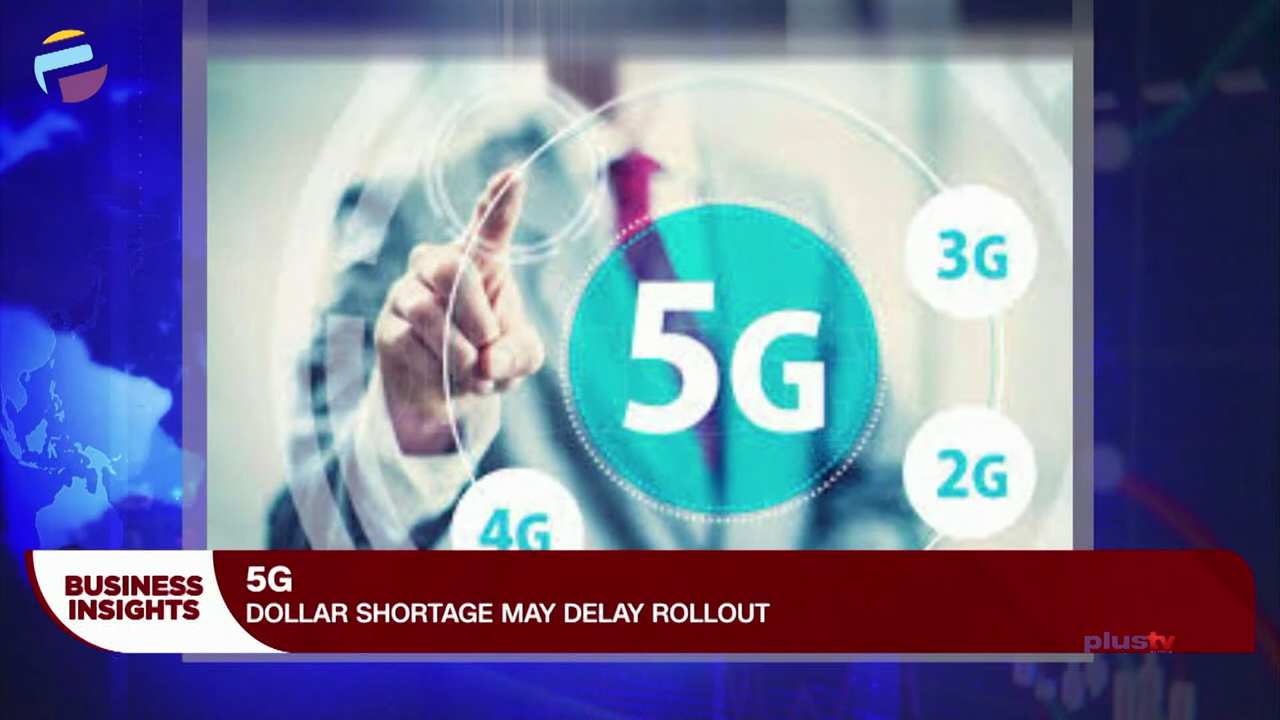 3G
5G
2G
4G
BUSINESS
INSIGHTS
5G
DOLLAR SHORTAGE MAY DELAY ROLLOUT
plustv